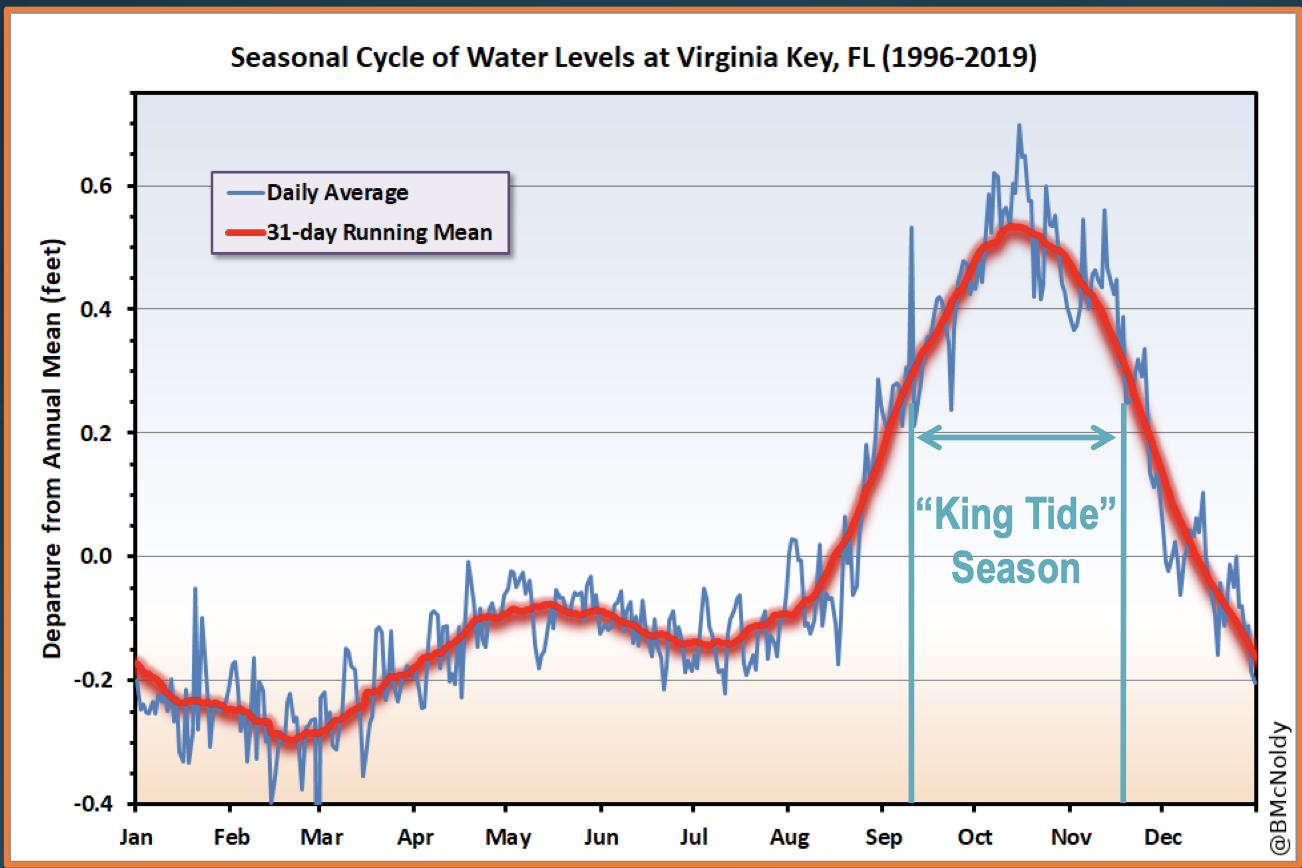 Seasonal Cycle of Water Levels at Virginia Key, FL (1996-2019)
Departure from Annual Mean (feet)
0.6
0.4
0.2
0.0
-0.2
-0.4
Daily Average
31-day Running Mean
“King Tide”
Season
Jan Feb Mar Apr May Jun Jul Aug Sep Oct Nov Dec
@BMcNoldy